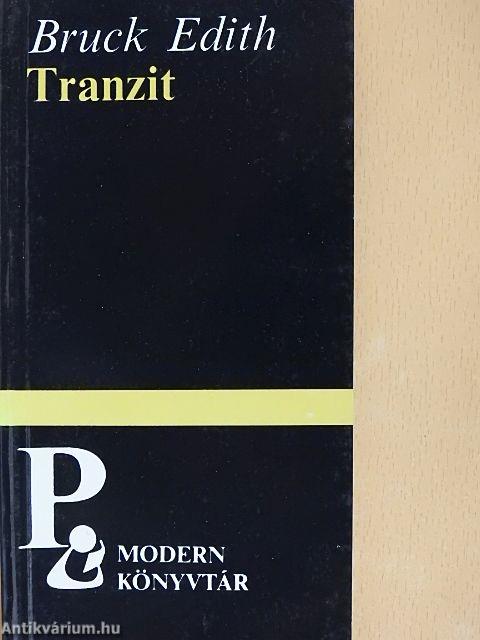 Bruck Edith
Tranzit
P.
MODERN
KÖNYVTÁR
Antikvárium.hu